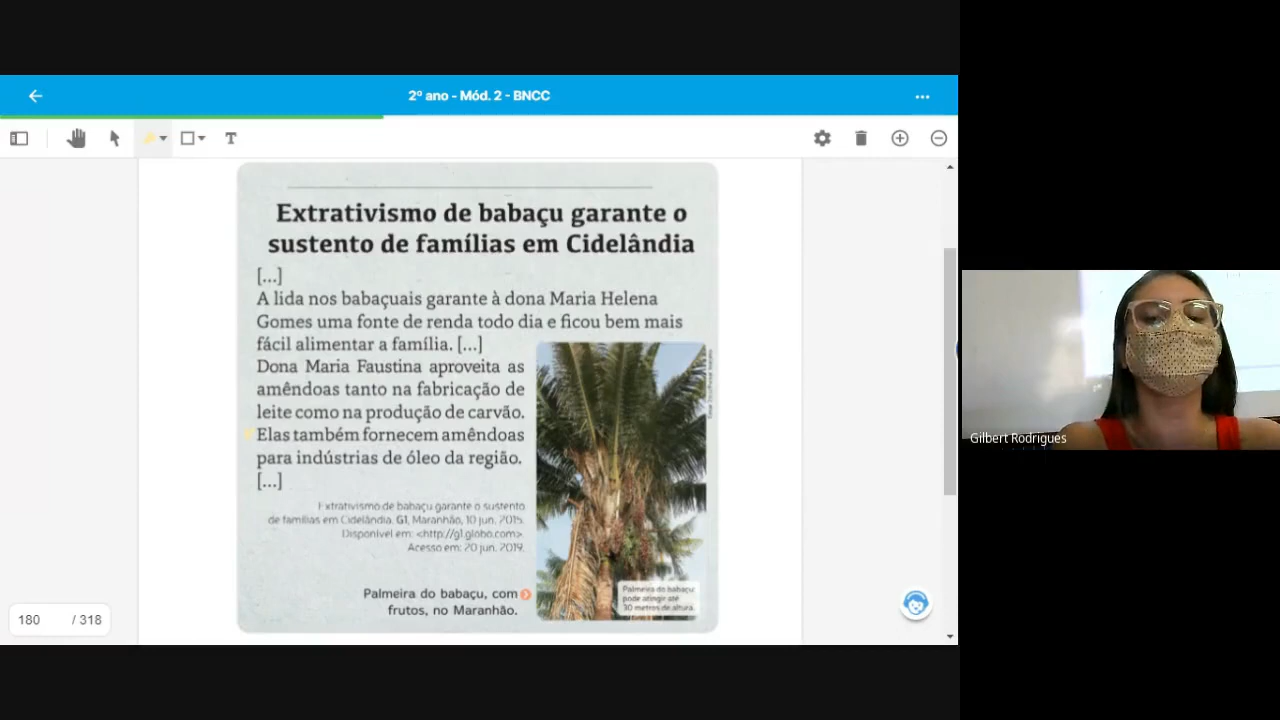 2º ano - Mód. 2 - BNCC
T
Extrativismo de babaçu garante o
sustento de famílias em Cidelândia
[...]
A lida nos babaçuais garante à dona Maria Helena
Gomes uma fonte de renda todo dia e ficou bem mais
fácil alimentar a família. [...]
Dona Maria Faustina aproveita as
amêndoas tanto na fabricação de
leite como na produção de carvão.
Elas também fornecem amêndoas
para indústrias de óleo da região.
[...]
Extrativismo de babaçu garante o sustento
de famílias em Cidelândia. G1, Maranhão, 10 jun. 2015.
Disponível em: <http://g1.globo.com>.
Acesso em: 20 jun. 2019.
Palmeira do babaçu, com
frutos, no Maranhão.
Palmeira do babaçu:
pode atingir até
30 metros de altura.
180 / 318
Gilbert Rodrigues